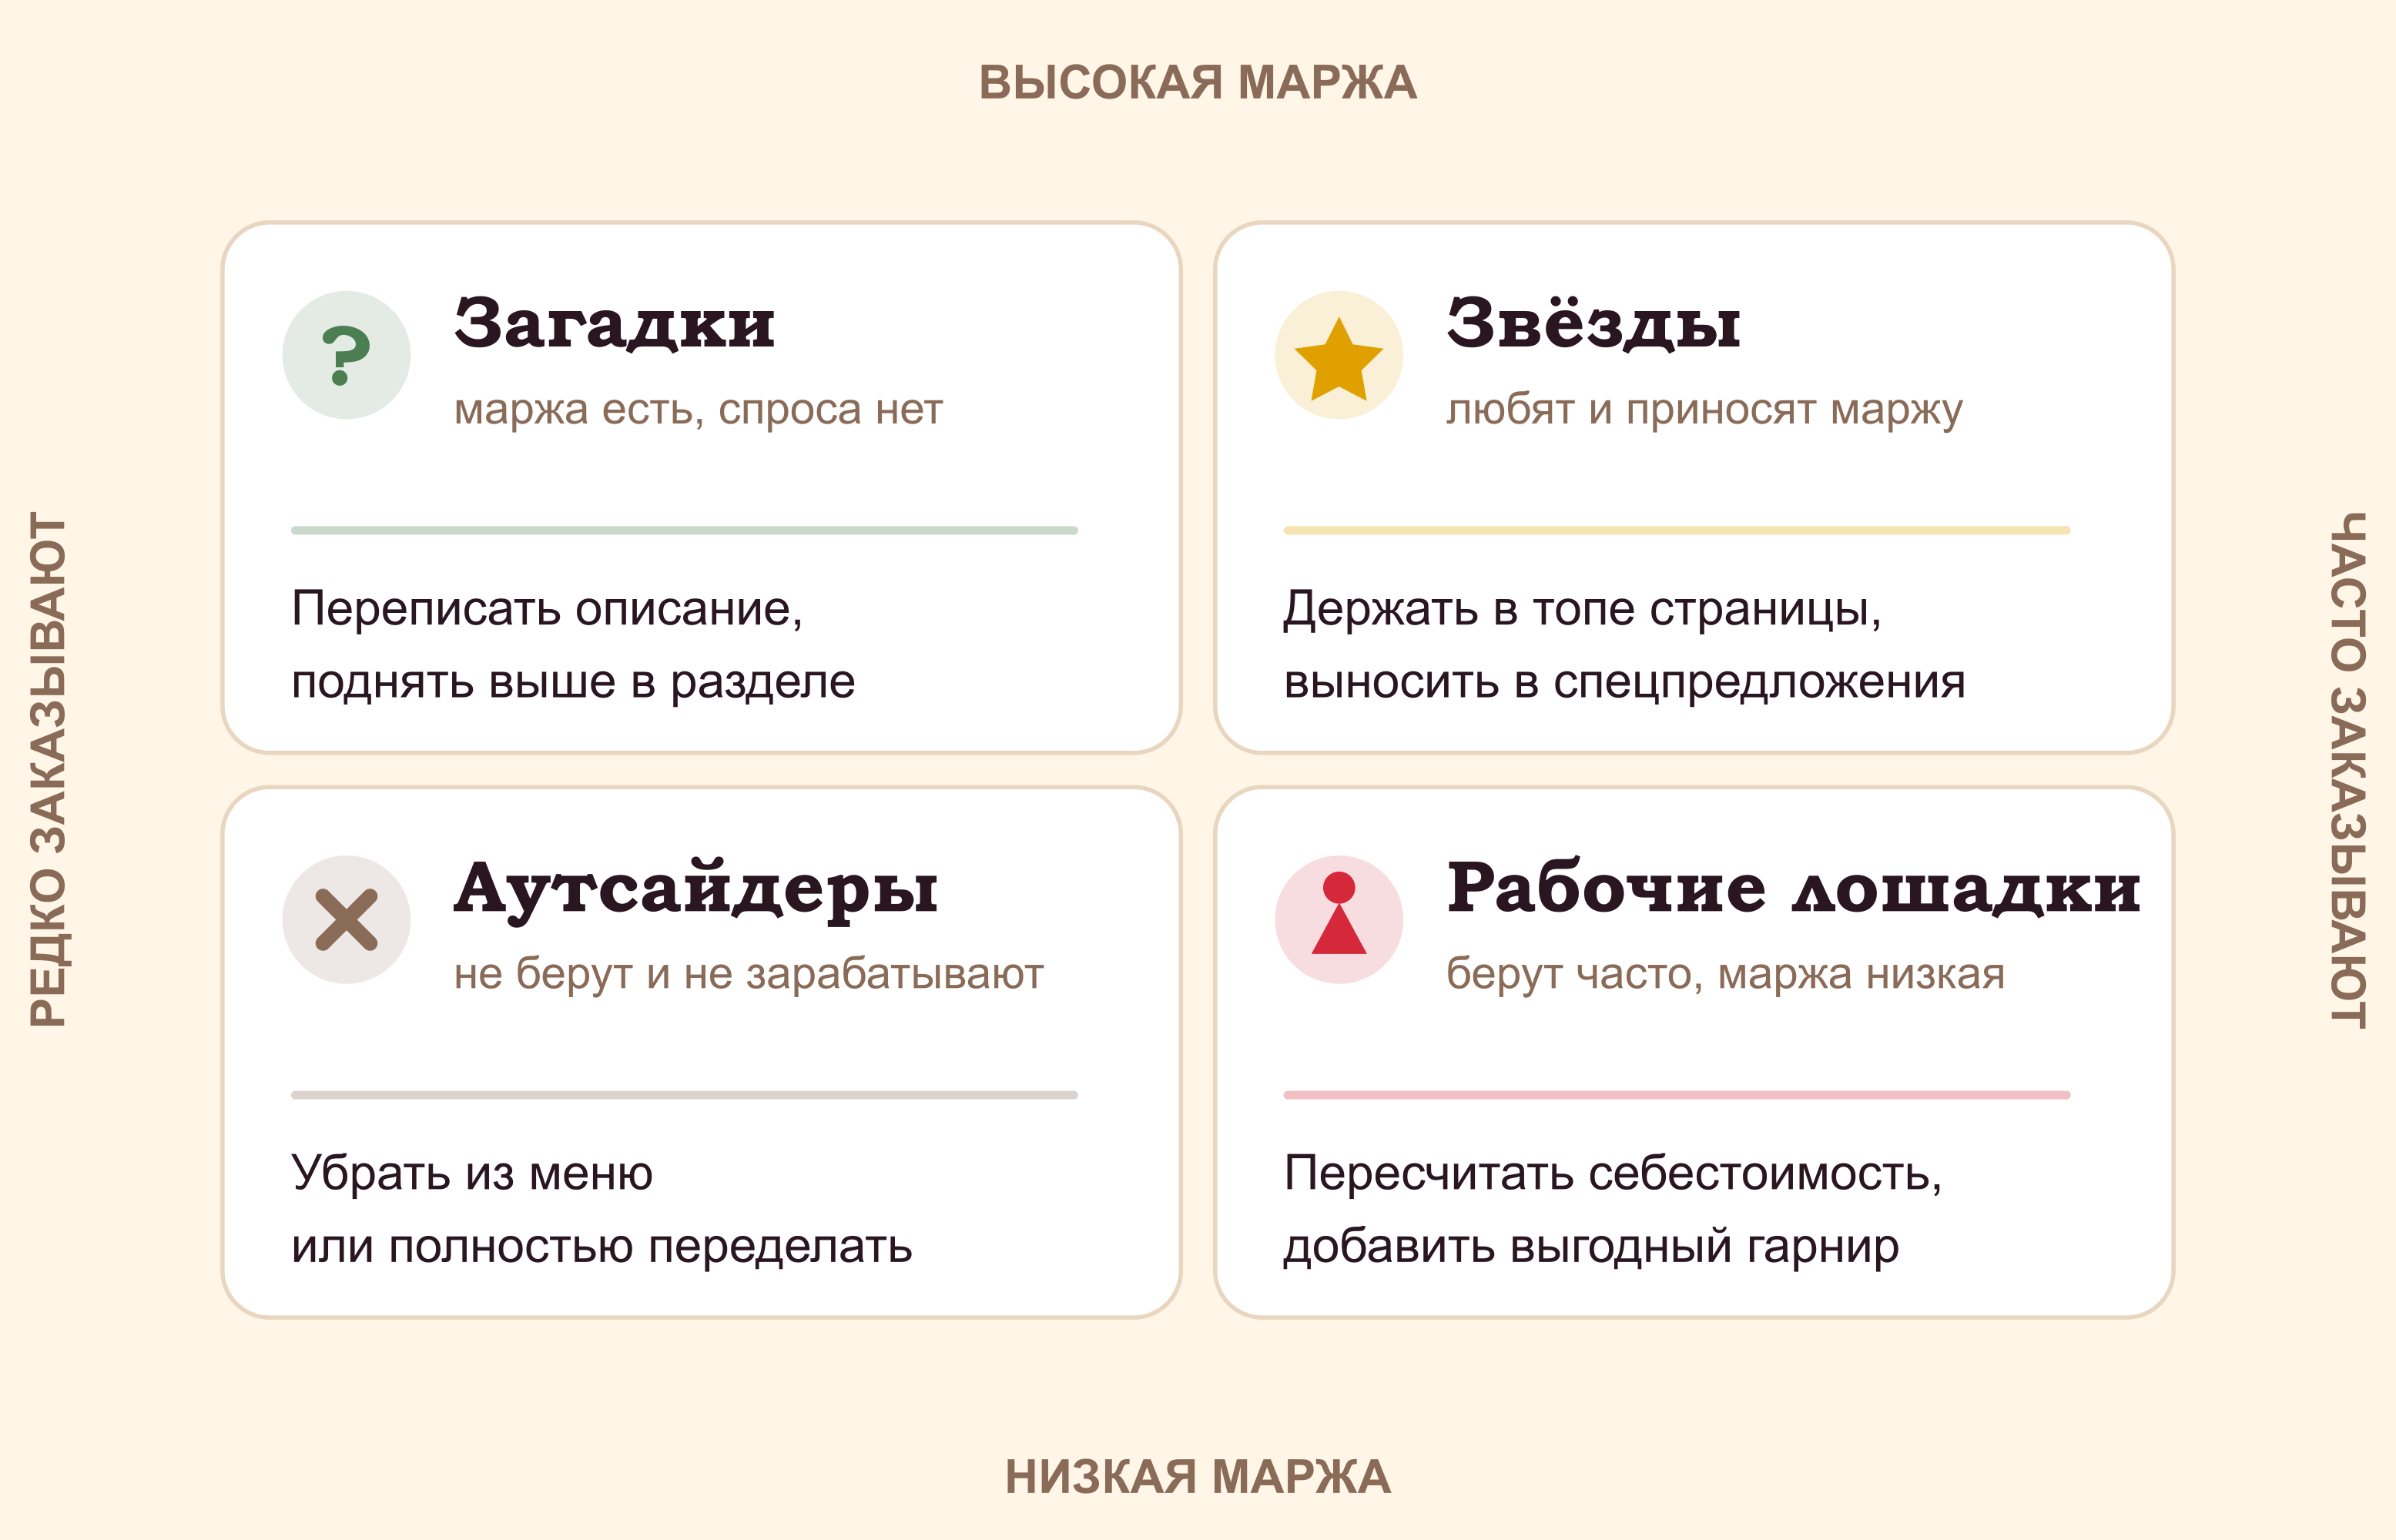 ВЫСОКАЯ МАРЖА
РЕДКО ЗАКАЗЫВАЮТ
?
Загадки
маржа есть, спроса нет
Переписать описание,
поднять выше в разделе
Звёзды
любят и приносят маржу
Держать в топе страницы,
выносить в спецпредложения
Аутсайдеры
не берут и не зарабатывают
Убрать из меню
или полностью переделать
Рабочие лошадки
берут часто, маржа низкая
Пересчитать себестоимость,
добавить выгодный гарнир
ЧАСТО ЗАКАЗЫВАЮТ
НИЗКАЯ МАРЖА